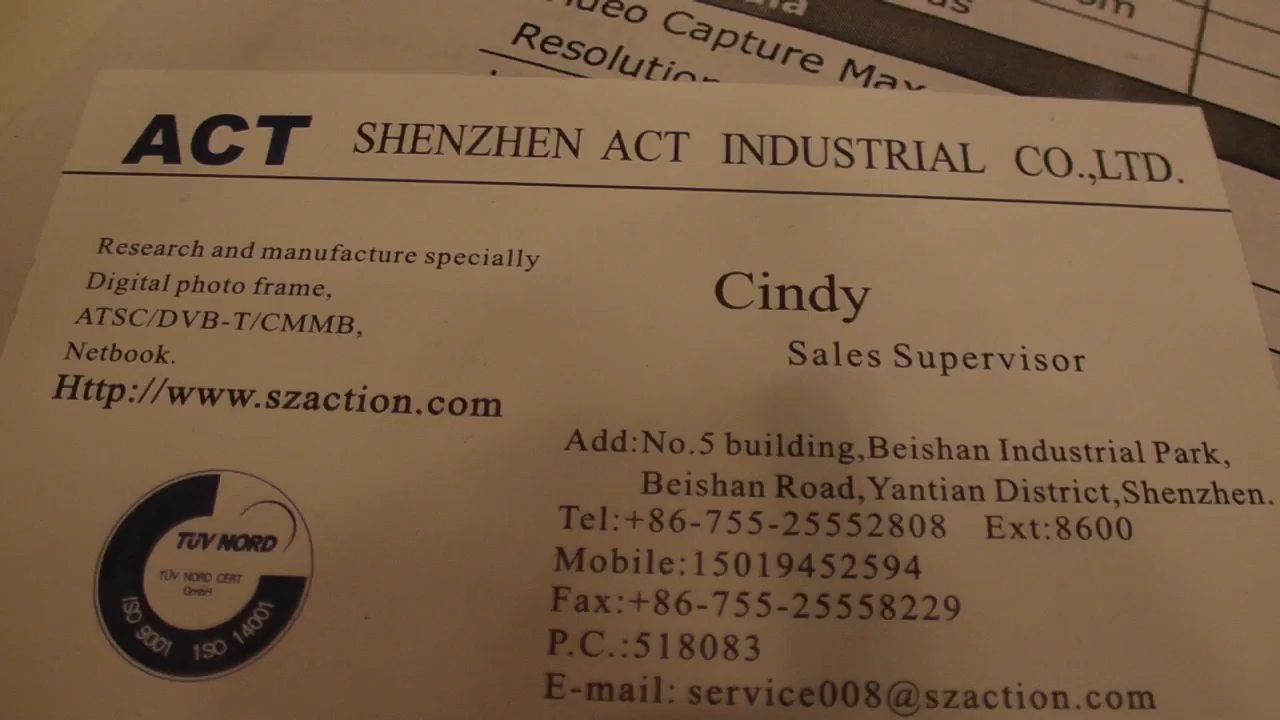 Capture Max
Resolution
ACT SHENZHEN ACT INDUSTRIAL CO.,LTD.
Research and manufacture specially
Digital photo frame,
ATSC/DVB-T/CMMB,
Netbook.
Http://www.szaction.com
Cindy
Sales Supervisor
Add:No.5 building,Beishan Industrial Park,
Beishan Road,Yantian District,Shenzhen.
Tel:+86-755-25552808 Ext:8600
Mobile:15019452594
Fax:+86-755-25558229
P.C.:518083
E-mail: service008@szaction.com
TUV NORD
TÜV NORD CERT
GmbH
ISO 9001 ISO 14001